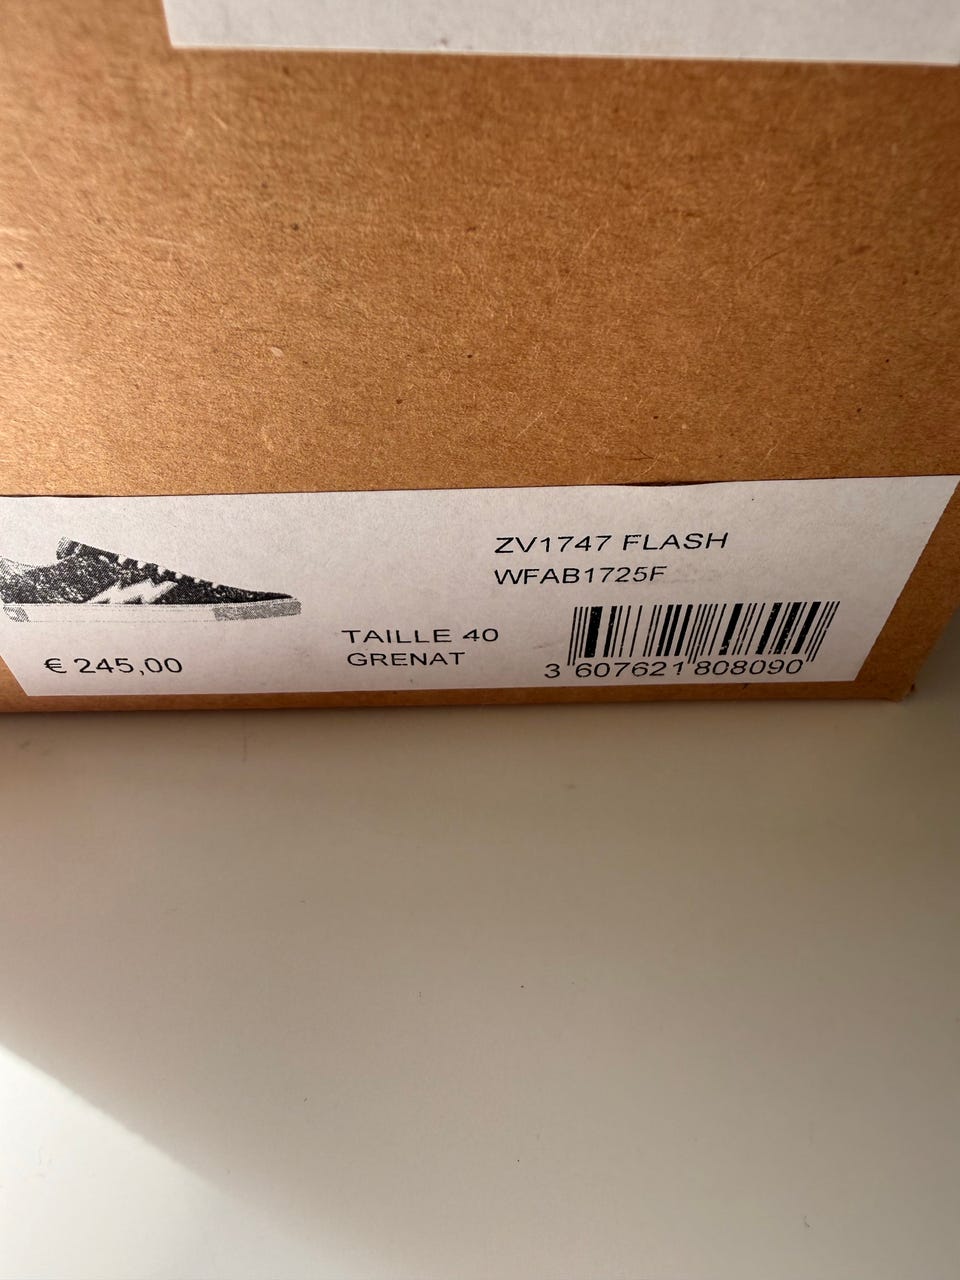 ZV1747 FLASH
WFAB1725F
TAILLE 40
GRENAT
€ 245,00
3 607621 808090